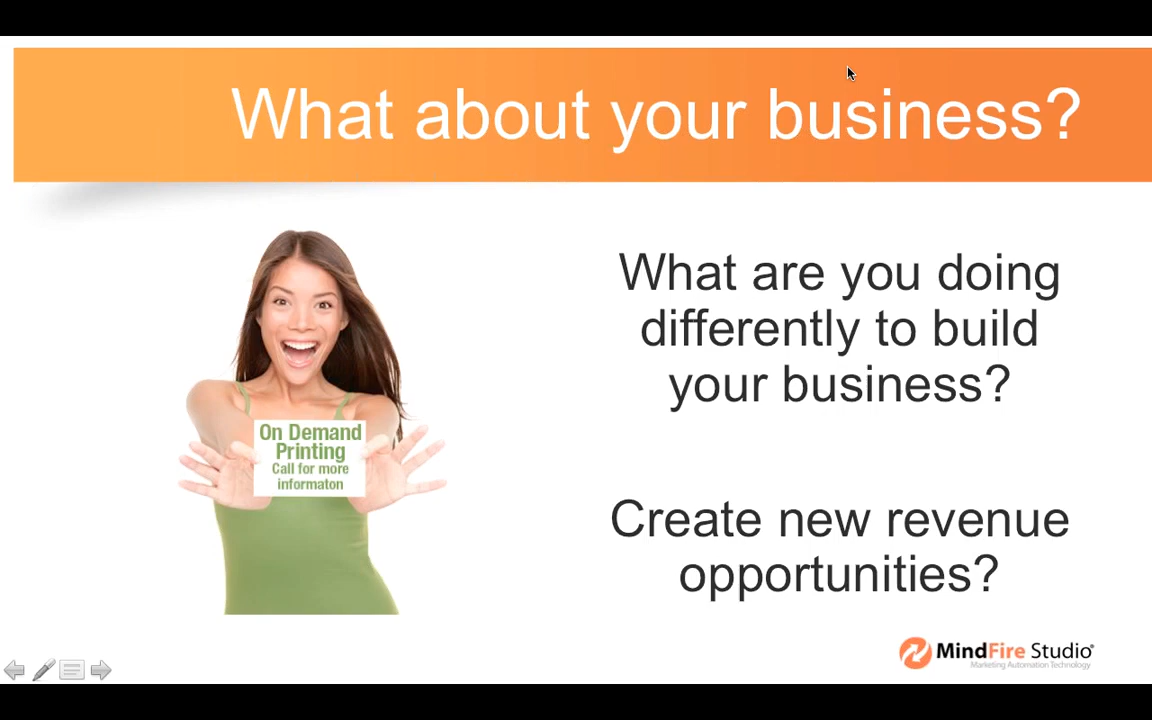 What about your business?
What are you doing
differently to build
your business?
On Demand
Printing
Call for more
informaton
Create new revenue
opportunities?
MindFire Studio®
Marketing Automation Technology